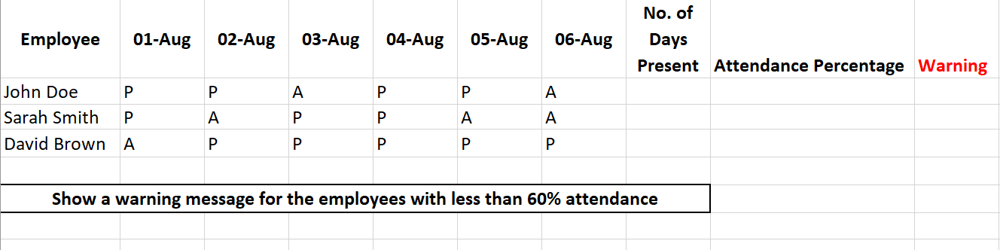 Employee 01-Aug 02-Aug 03-Aug 04-Aug 05-Aug 06-Aug No. of Days Present Attendance Percentage Warning
John Doe P P A P P A
Sarah Smith P A P P A A
David Brown A P P P P P
Show a warning message for the employees with less than 60% attendance